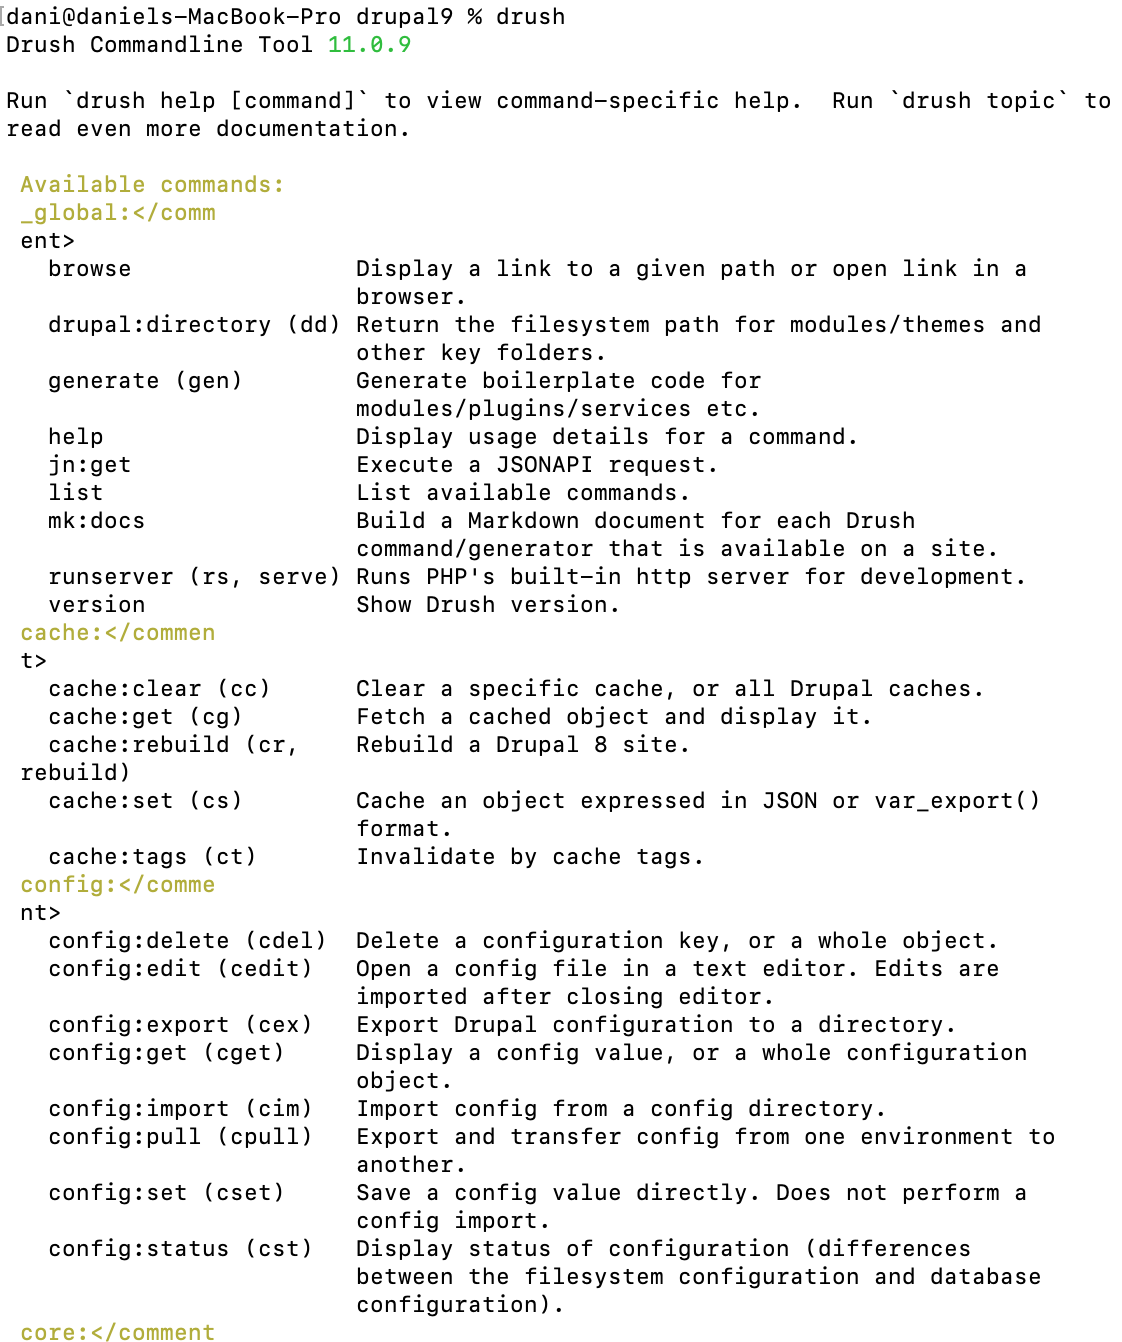 [dani@daniels-MacBook-Pro drupal9 % drush
Drush Commandline Tool 11.0.9

Run `drush help [command]` to view command-specific help.  Run `drush topic` to
read even more documentation.

 Available commands:
 _global:</comm
 ent>
   browse                Display a link to a given path or open link in a
                         browser.
   drupal:directory (dd) Return the filesystem path for modules/themes and
                         other key folders.
   generate (gen)        Generate boilerplate code for
                         modules/plugins/services etc.
   help                  Display usage details for a command.
   jn:get                Execute a JSONAPI request.
   list                  List available commands.
   mk:docs               Build a Markdown document for each Drush
                         command/generator that is available on a site.
   runserver (rs, serve) Runs PHP's built-in http server for development.
   version               Show Drush version.
 cache:</commen
 t>
   cache:clear (cc)      Clear a specific cache, or all Drupal caches.
   cache:get (cg)        Fetch a cached object and display it.
   cache:rebuild (cr,    Rebuild a Drupal 8 site.
 rebuild)
   cache:set (cs)        Cache an object expressed in JSON or var_export()
                         format.
   cache:tags (ct)       Invalidate by cache tags.
 config:</comme
 nt>
   config:delete (cdel)  Delete a configuration key, or a whole object.
   config:edit (cedit)   Open a config file in a text editor. Edits are
                         imported after closing editor.
   config:export (cex)   Export Drupal configuration to a directory.
   config:get (cget)     Display a config value, or a whole configuration
                         object.
   config:import (cim)   Import config from a config directory.
   config:pull (cpull)   Export and transfer config from one environment to
                         another.
   config:set (cset)     Save a config value directly. Does not perform a
                         config import.
   config:status (cst)   Display status of configuration (differences
                         between the filesystem configuration and database
                         configuration).
 core:</comment